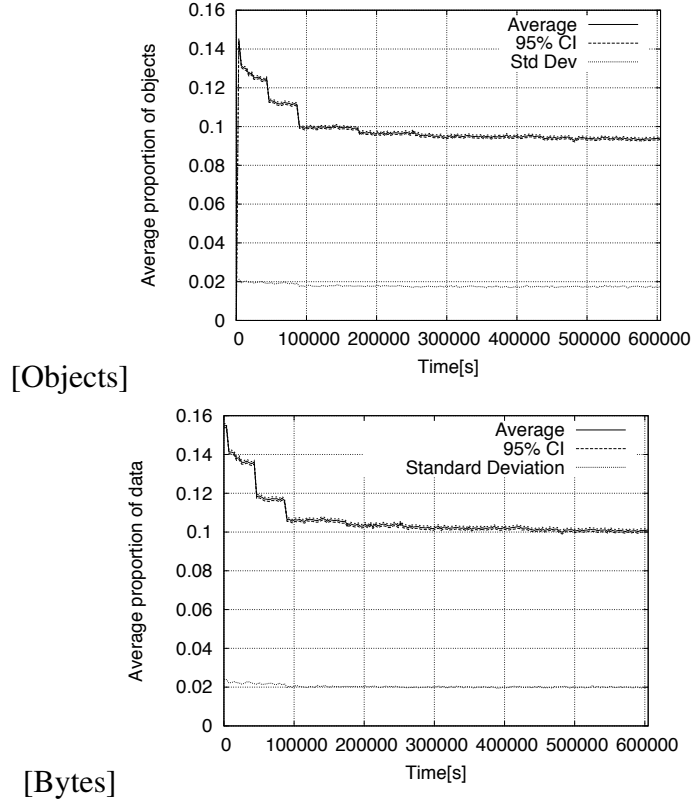 0.16
0.14
0.12
0.1
0.08
0.06
0.04
0.02
0
Average proportion of objects
Average
95% CI
Std Dev
0 100000 200000 300000 400000 500000 600000
Time[s]
[Objects]
0.16
0.14
0.12
0.1
0.08
0.06
0.04
0.02
0
Average proportion of data
Average
95% CI
Standard Deviation
0 100000 200000 300000 400000 500000 600000
Time[s]
[Bytes]